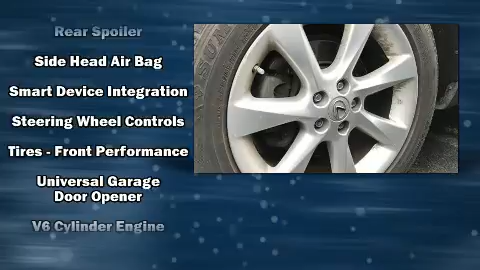 Rear Spoiler
Side Head Air Bag
Smart Device Integration
Steering Wheel Controls
Tires - Front Performance
Universal Garage
Door Opener
V6 Cylinder Engine